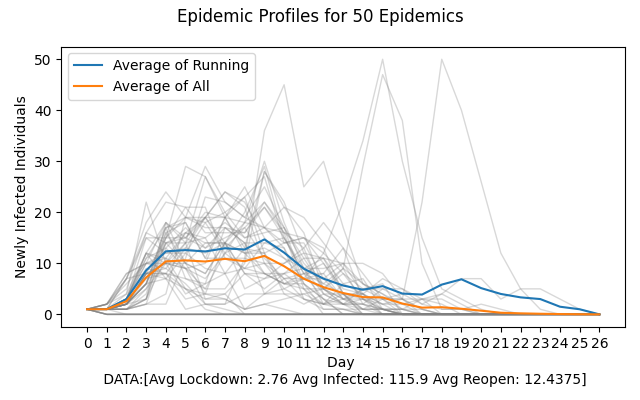 Epidemic Profiles for 50 Epidemics
Average of Running
Average of All
Newly Infected Individuals
50
40
30
20
10
0
0 1 2 3 4 5 6 7 8 9 10 11 12 13 14 15 16 17 18 19 20 21 22 23 24 25 26
Day
DATA:[Avg Lockdown: 2.76 Avg Infected: 115.9 Avg Reopen: 12.4375]